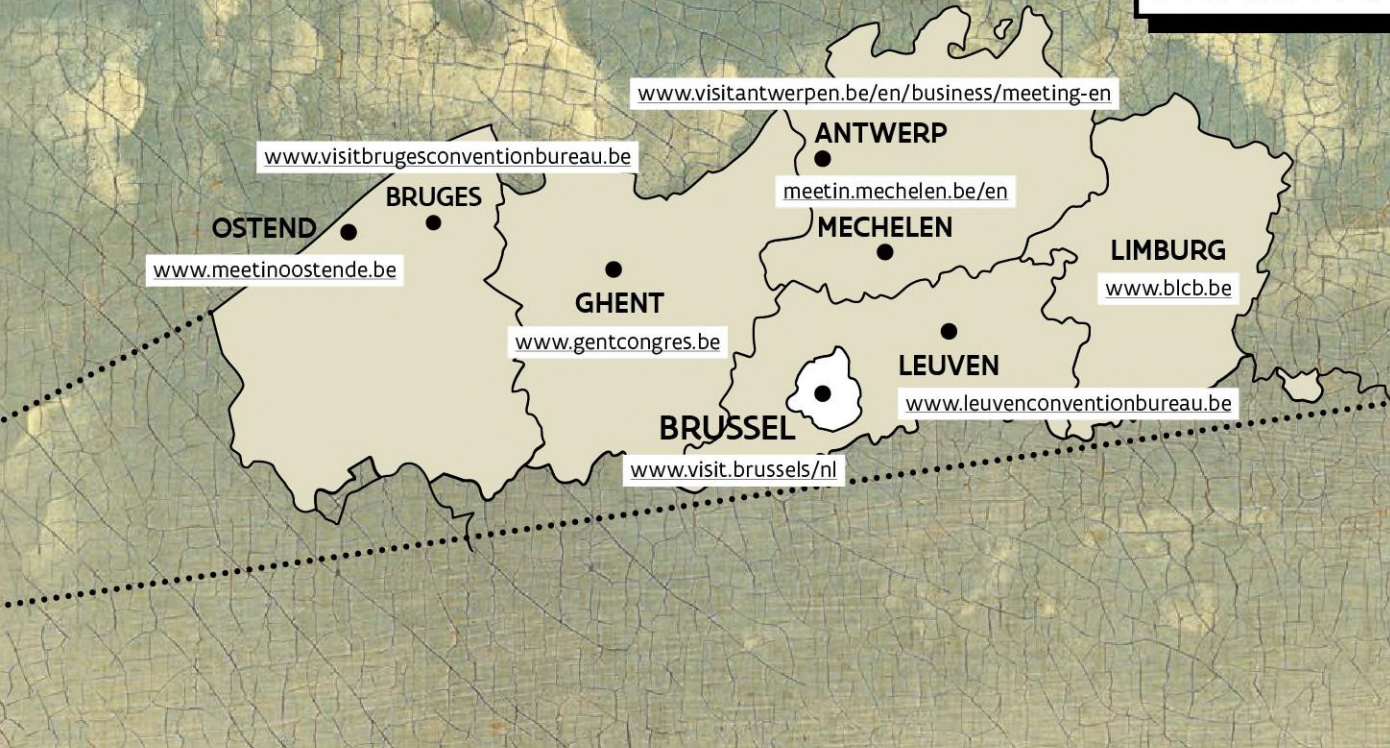 www.visitantwerpen.be/en/business/meeting-en
ANTWERP
www.visitbrugesconventionbureau.be
meetin.mechelen.be/en
BRUGES
OSTEND
MECHELEN
www.meetinoostende.be
LIMBURG
www.blcb.be
GHENT
www.gentcongres.be
LEUVEN
www.leuvenconventionbureau.be
BRUSSEL
www.visit.brussels/nl